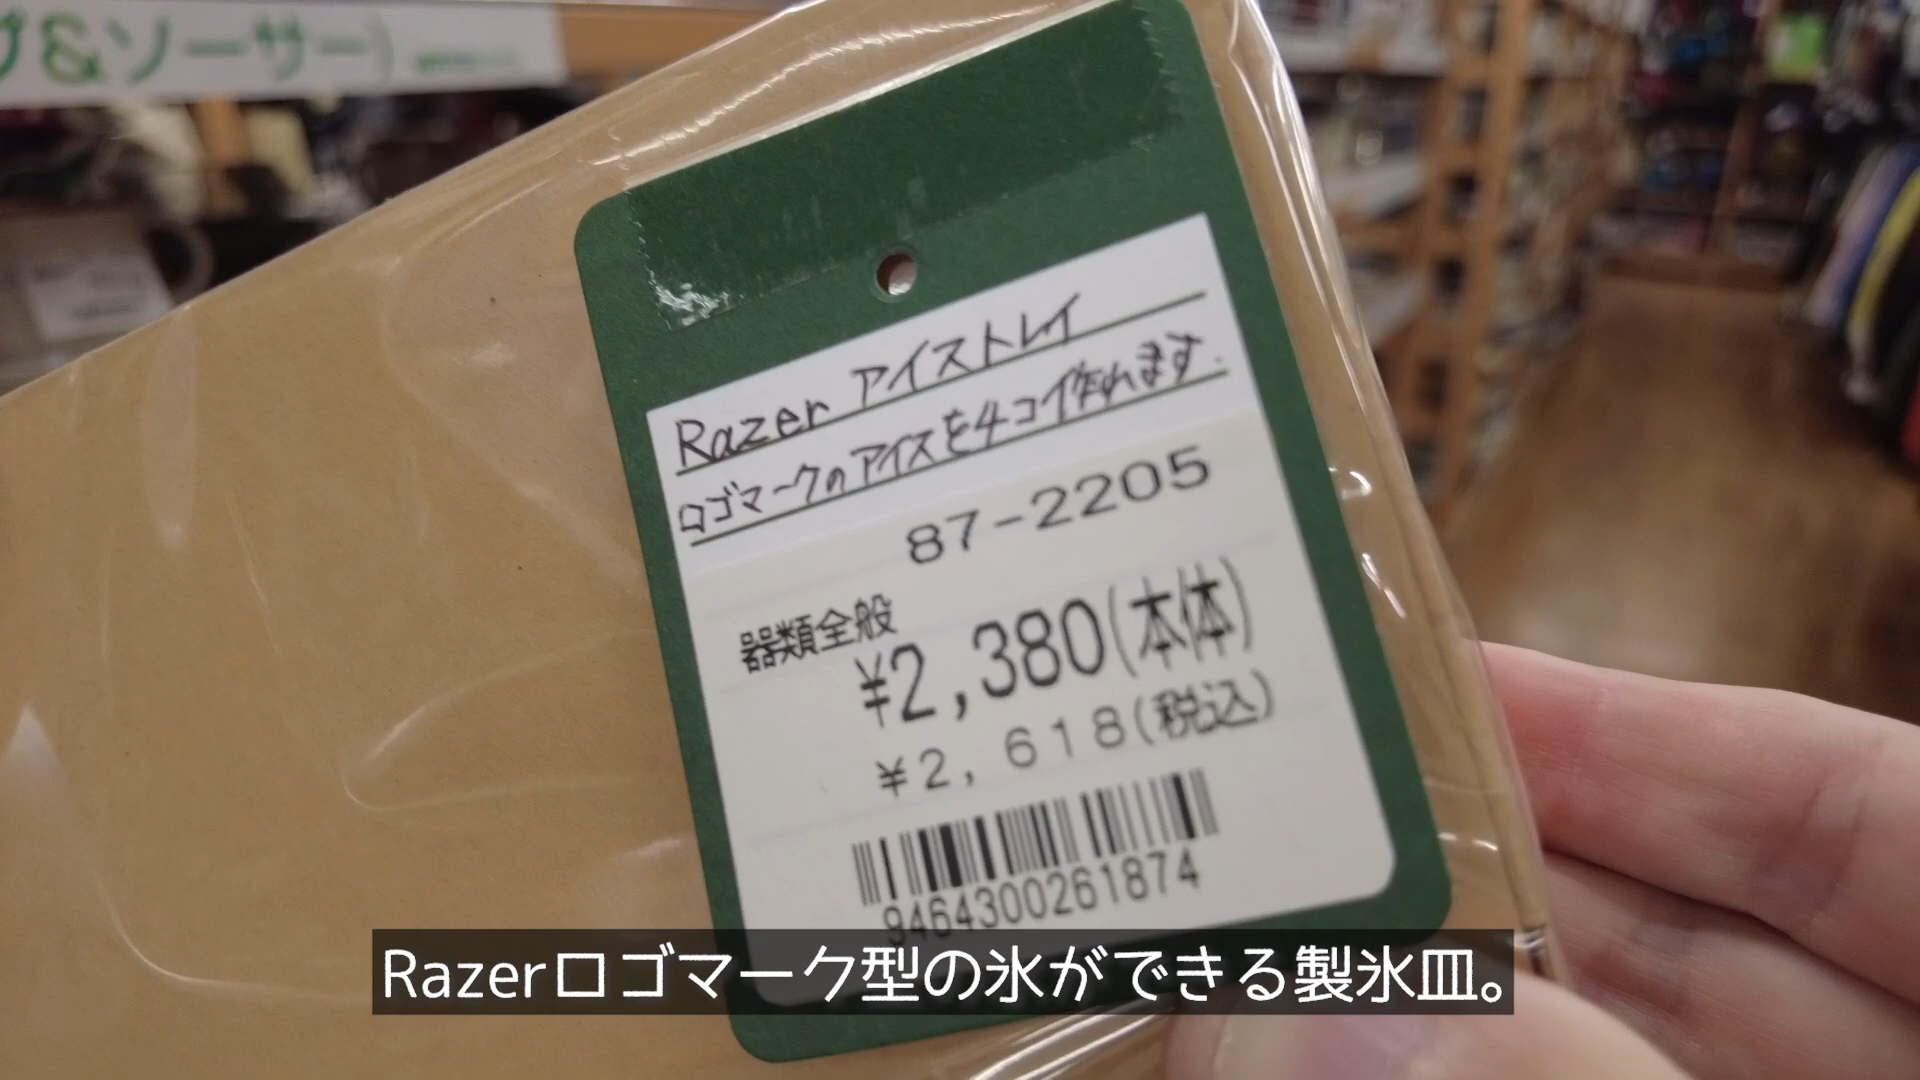 &ソーサー)
Razer アイストレイ
ロゴマークのアイスを4コ作れます.
87-2205
器類全般
¥2,380(本体)
¥2,618(税込)
9464300261874
Razerロゴマーク型の氷ができる製氷皿。